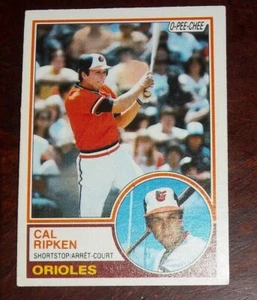 O-PEE-CHEE
CAL
RIPKEN
SHORTSTOP/ARRÊT-COURT
ORIOLES